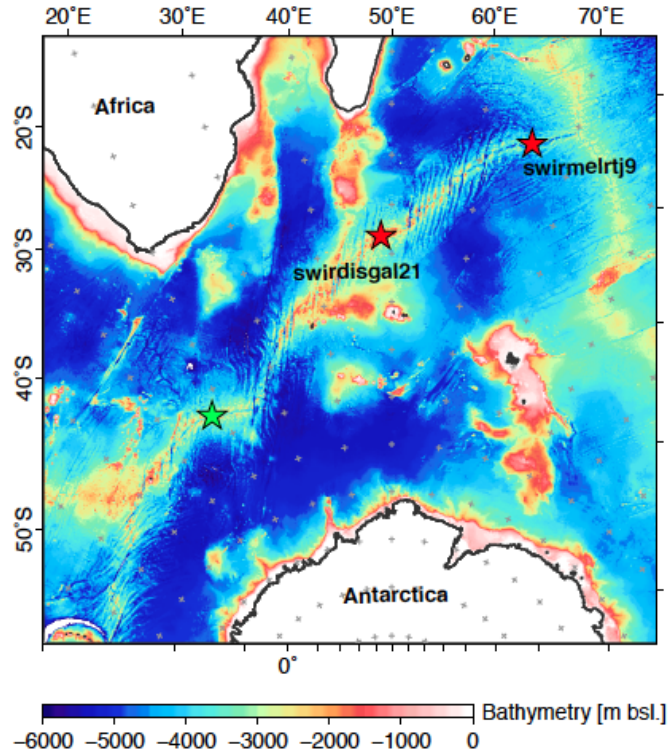 20°E 30°E 40°E 50°E 60°E 70°E
Africa
20°S
swirmelrtj9
30°S
swirdisgal21
40°S
50°S
Antarctica
0°
Bathymetry [m bsl.]
−6000 −5000 −4000 −3000 −2000 −1000 0